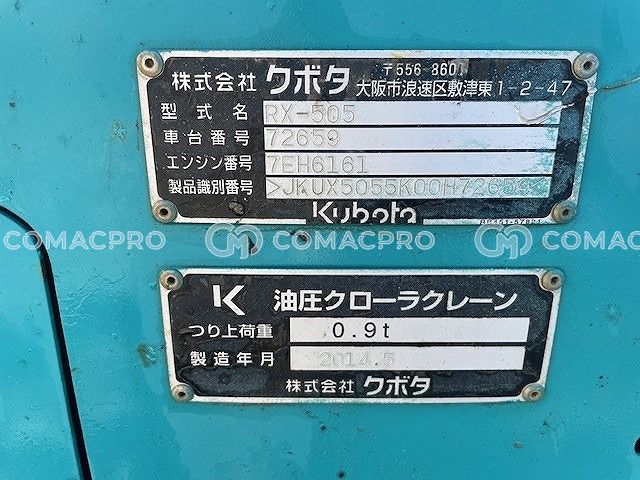 株式会社 クボタ 〒556-8601
大阪市浪速区敷津東1-2-47
型式名 RX-505
車台番号 72659
エンジン番号 7EH6161
製品識別番号 >JKUX5055K00H72659<
Kubota
COMACPRO COMACPRO COMACPRO
K 油圧クローラクレーン
つり上荷重 0.9t
製造年月 2014.5
株式会社 クボタ